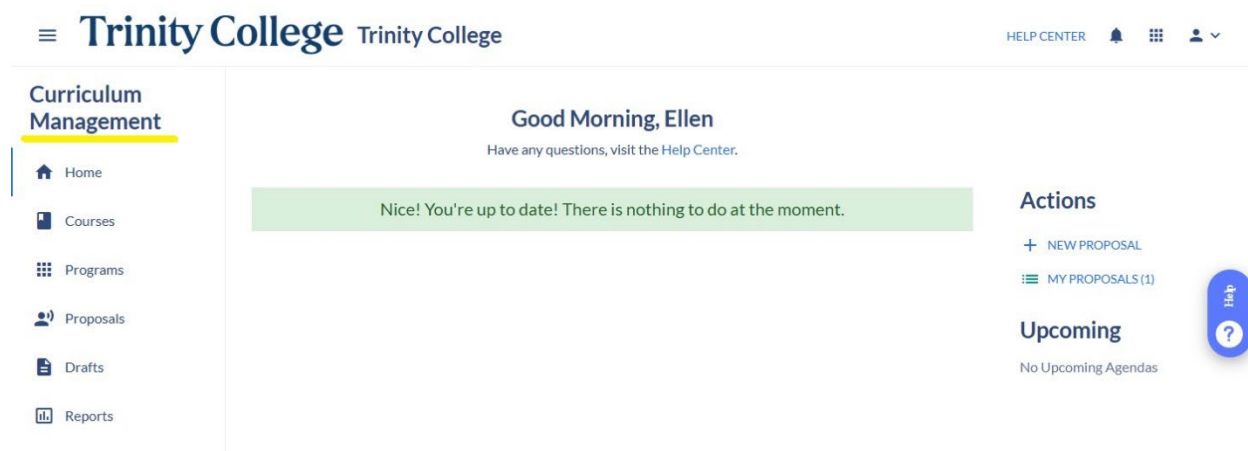 Trinity College Trinity College
HELP CENTER
Curriculum
Management
Home
Courses
Programs
Proposals
Drafts
Reports
Good Morning, Ellen
Have any questions, visit the Help Center.
Nice! You're up to date! There is nothing to do at the moment.
Actions
NEW PROPOSAL
MY PROPOSALS (1)
Upcoming
No Upcoming Agendas
Help
?